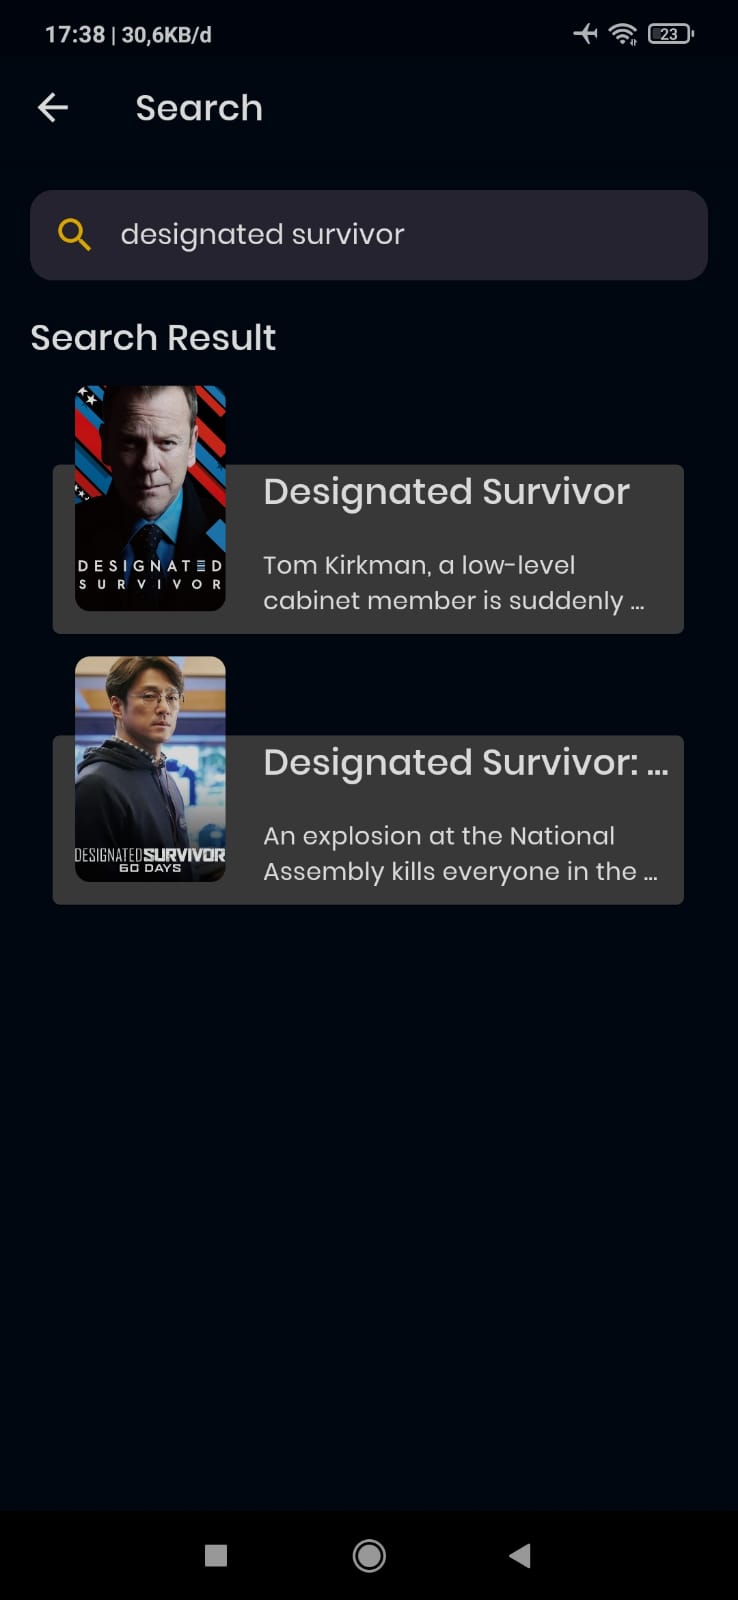 17:38 | 30,6KB/d
23
Search
designated survivor
Search Result
DESIGNATED
SURVIVOR
Designated Survivor
Tom Kirkman, a low-level
cabinet member is suddenly ...
DESIGNATED SURVIVOR
60 DAYS
Designated Survivor: ...
An explosion at the National
Assembly kills everyone in the ...